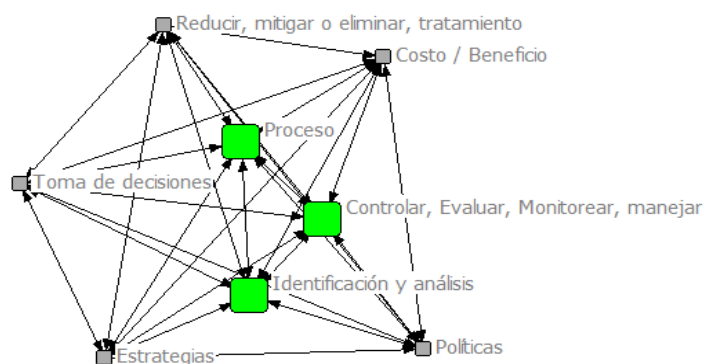 Reducir, mitigar o eliminar, tratamiento
Costo / Beneficio
Proceso
Toma de decisiones
Controlar, Evaluar, Monitorear, manejar
Identificación y análisis
Estrategias
Políticas